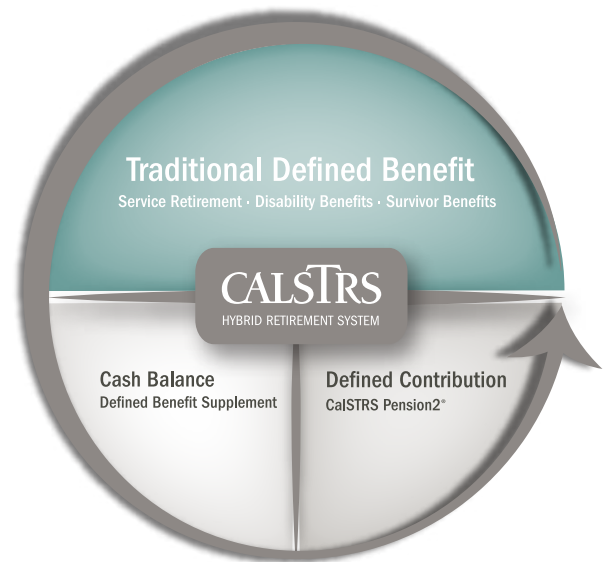 Traditional Defined Benefit
Service Retirement · Disability Benefits · Survivor Benefits
CALSTRS
HYBRID RETIREMENT SYSTEM
Cash Balance
Defined Benefit Supplement
Defined Contribution
CalSTRS Pension2®